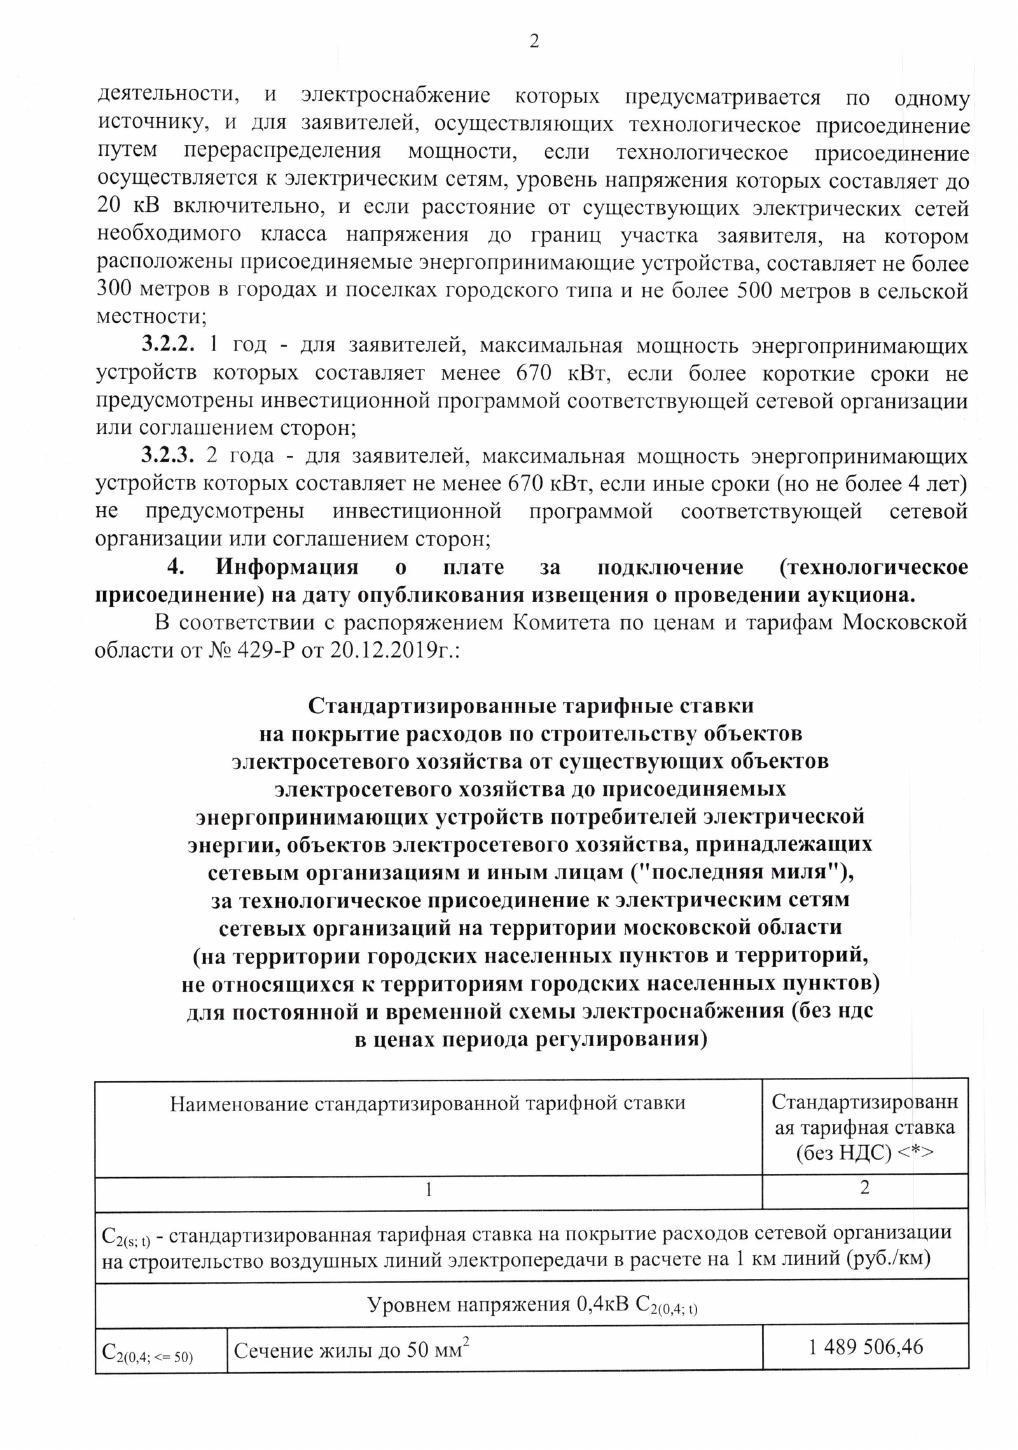 2
деятельности, и электроснабжение которых предусматривается по одному
источнику, и для заявителей, осуществляющих технологическое присоединение
путем перераспределения мощности, если технологическое присоединение
осуществляется к электрическим сетям, уровень напряжения которых составляет до
20 кВ включительно, и если расстояние от существующих электрических сетей
необходимого класса напряжения до границ участка заявителя, на котором
расположены присоединяемые энергопринимающие устройства, составляет не более
300 метров в городах и поселках городского типа и не более 500 метров в сельской
местности;
3.2.2. 1 год - для заявителей, максимальная мощность энергопринимающих
устройств которых составляет менее 670 кВт, если более короткие сроки не
предусмотрены инвестиционной программой соответствующей сетевой организации
или соглашением сторон;
3.2.3. 2 года - для заявителей, максимальная мощность энергопринимающих
устройств которых составляет не менее 670 кВт, если иные сроки (но не более 4 лет)
не предусмотрены инвестиционной программой соответствующей сетевой
организации или соглашением сторон;
4. Информация о плате за подключение (технологическое
присоединение) на дату опубликования извещения о проведении аукциона.
В соответствии с распоряжением Комитета по ценам и тарифам Московской
области от № 429-Р от 20.12.2019г.:
Стандартизированные тарифные ставки
на покрытие расходов по строительству объектов
электросетевого хозяйства от существующих объектов
электросетевого хозяйства до присоединяемых
энергопринимающих устройств потребителей электрической
энергии, объектов электросетевого хозяйства, принадлежащих
сетевым организациям и иным лицам ("последняя миля"),
за технологическое присоединение к электрическим сетям
сетевых организаций на территории московской области
(на территории городских населенных пунктов и территорий,
не относящихся к территориям городских населенных пунктов)
для постоянной и временной схемы электроснабжения (без ндс
в ценах периода регулирования)
Наименование стандартизированной тарифной ставки
Стандартизированн
ая тарифная ставка
(без НДС) <*>
1
2
C2(s; t) - стандартизированная тарифная ставка на покрытие расходов сетевой организации
на строительство воздушных линий электропередачи в расчете на 1 км линий (руб./км)
Уровнем напряжения 0,4кВ C2(0,4; t)
C2(0,4; <= 50)
Сечение жилы до 50 мм2
1 489 506,46